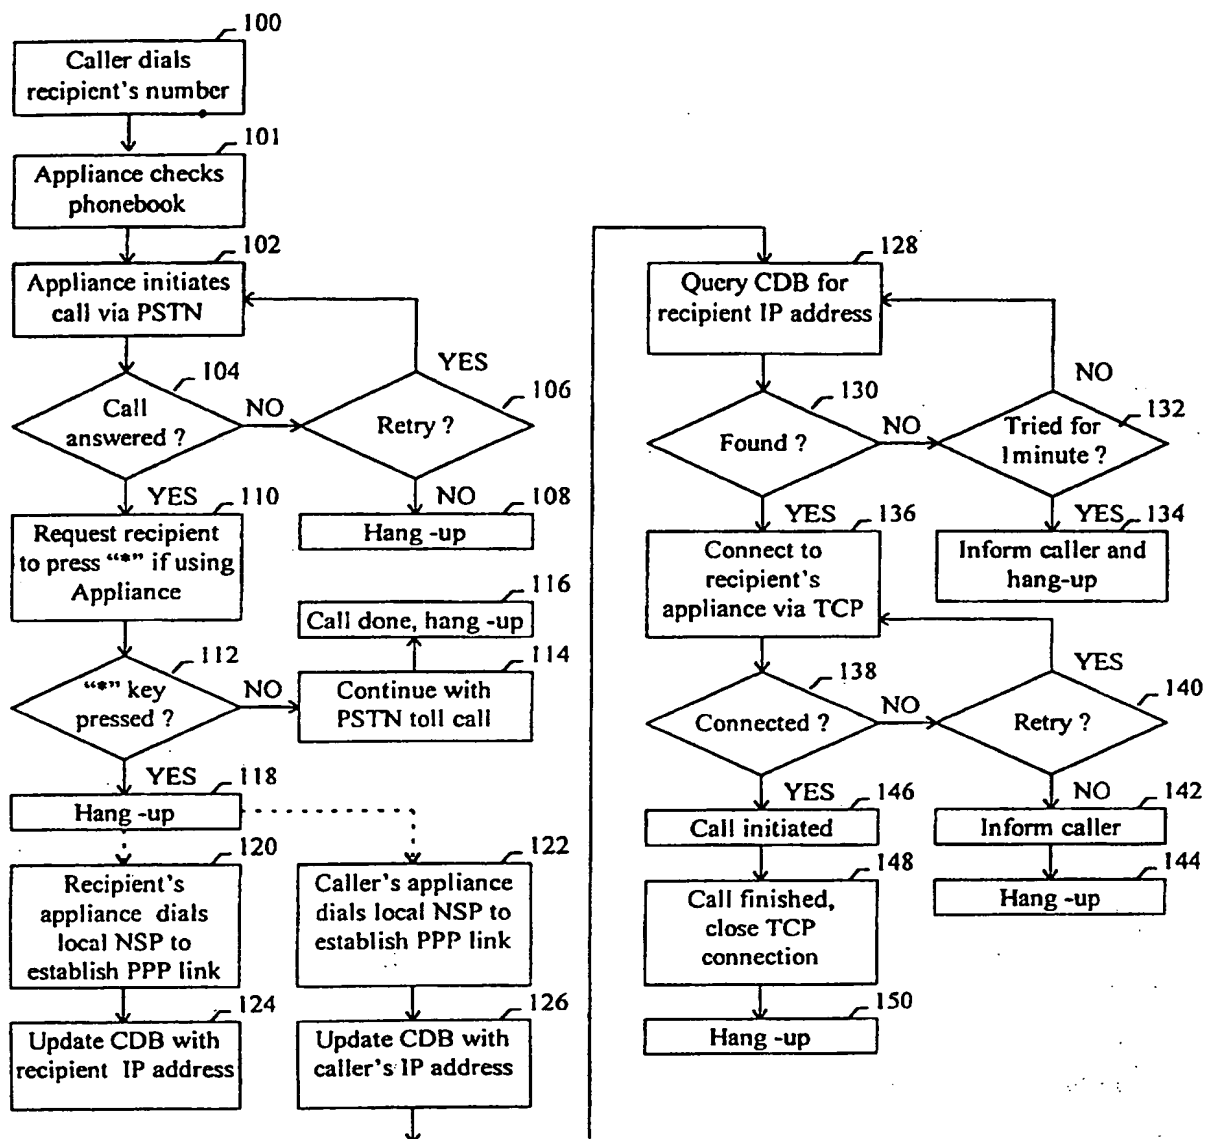 100
Caller dials
recipient's number
101
Appliance checks
phonebook
102
Appliance initiates
call via PSTN
104
Call
answered ?
NO
YES
106
Retry ?
YES
NO
108
Hang -up
110
Request recipient
to press “*” if using
Appliance
112
“*” key
pressed ?
NO
114
Continue with
PSTN toll call
116
Call done, hang -up
YES
118
Hang -up
120
Recipient's
appliance dials
local NSP to
establish PPP link
122
Caller's appliance
dials local NSP to
establish PPP link
124
Update CDB with
recipient IP address
126
Update CDB with
caller's IP address
128
Query CDB for
recipient IP address
130
Found ?
NO
132
Tried for
1minute ?
NO
YES
134
Inform caller and
hang-up
YES
136
Connect to
recipient's
appliance via TCP
138
Connected ?
NO
140
Retry ?
YES
NO
142
Inform caller
144
Hang -up
YES
146
Call initiated
148
Call finished,
close TCP
connection
150
Hang -up